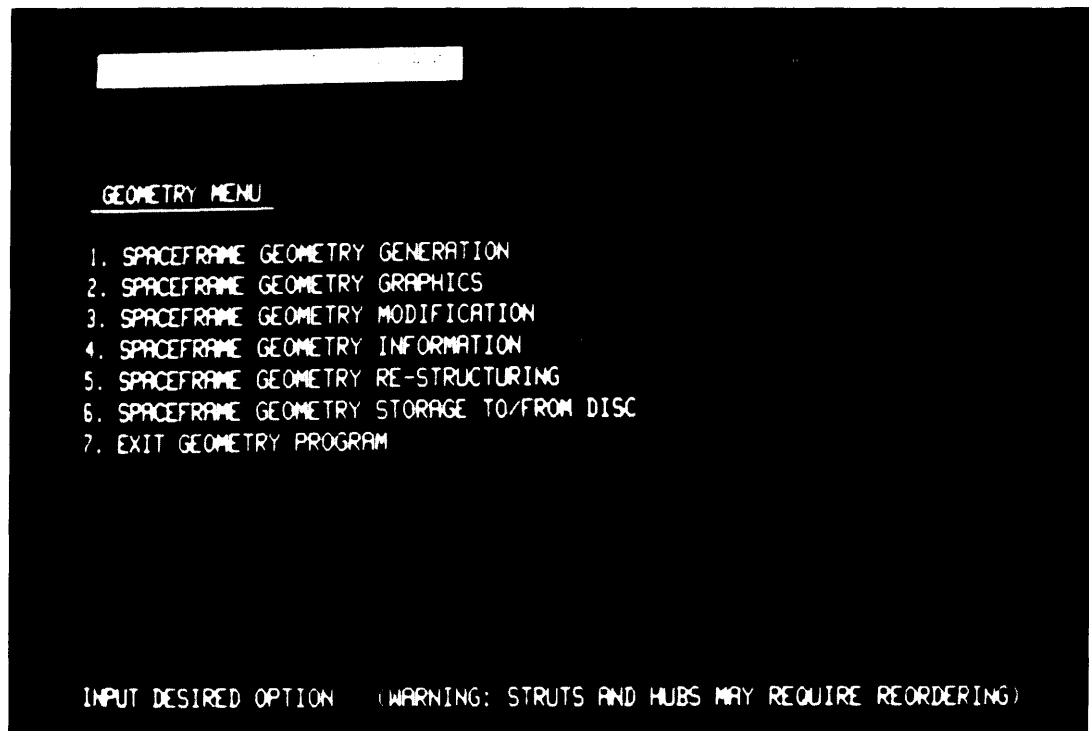 GEOMETRY MENU
1. SPACEFRAME GEOMETRY GENERATION
2. SPACEFRAME GEOMETRY GRAPHICS
3. SPACEFRAME GEOMETRY MODIFICATION
4. SPACEFRAME GEOMETRY INFORMATION
5. SPACEFRAME GEOMETRY RE-STRUCTURING
6. SPACEFRAME GEOMETRY STORAGE TO/FROM DISC
7. EXIT GEOMETRY PROGRAM
INPUT DESIRED OPTION (WARNING: STRUTS AND HUBS MAY REQUIRE REORDERING)